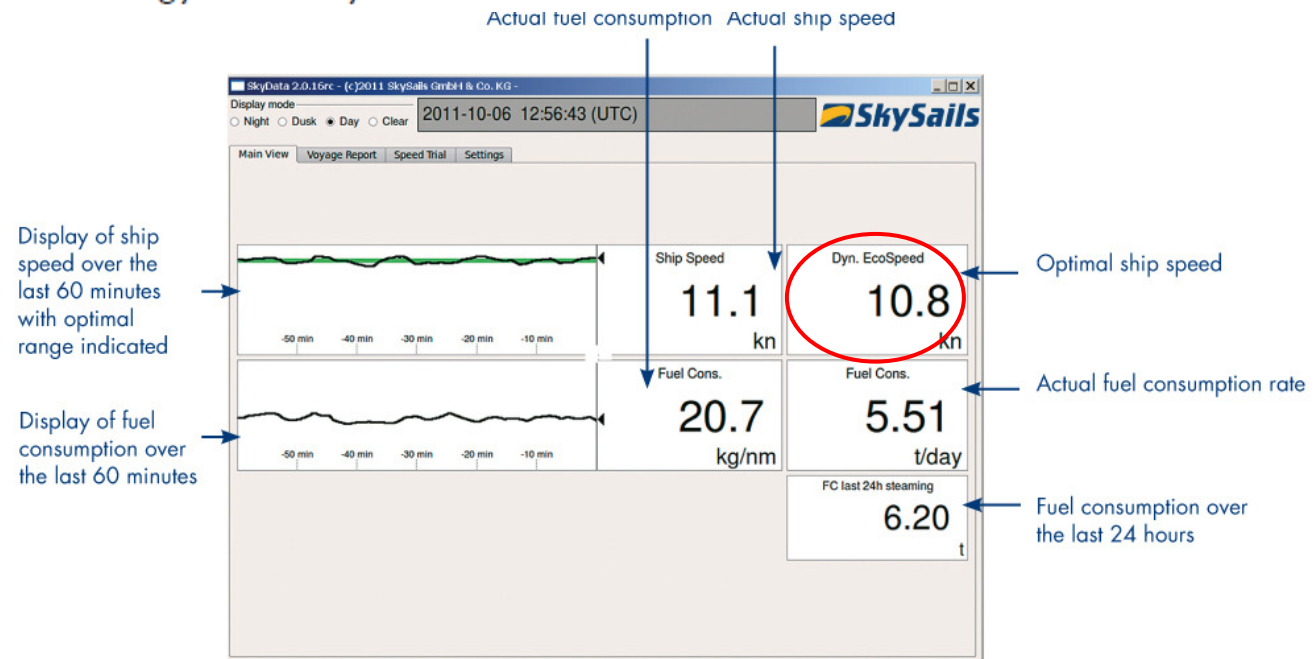 Actual fuel consumption Actual ship speed
SkyData 2.0.16rc - (c)2011 SkySails GmbH & Co. KG -
Display mode
Night Dusk Day Clear
2011-10-06 12:56:43 (UTC)
SkySails
Main View Voyage Report Speed Trial Settings
Display of ship
speed over the
last 60 minutes
with optimal
range indicated
-50 min -40 min -30 min -20 min -10 min
Ship Speed
11.1
kn
Dyn. EcoSpeed
10.8
kn
Optimal ship speed
Display of fuel
consumption over
the last 60 minutes
-50 min -40 min -30 min -20 min -10 min
Fuel Cons.
20.7
kg/nm
Fuel Cons.
5.51
t/day
Actual fuel consumption rate
FC last 24h steaming
6.20
t
Fuel consumption over
the last 24 hours